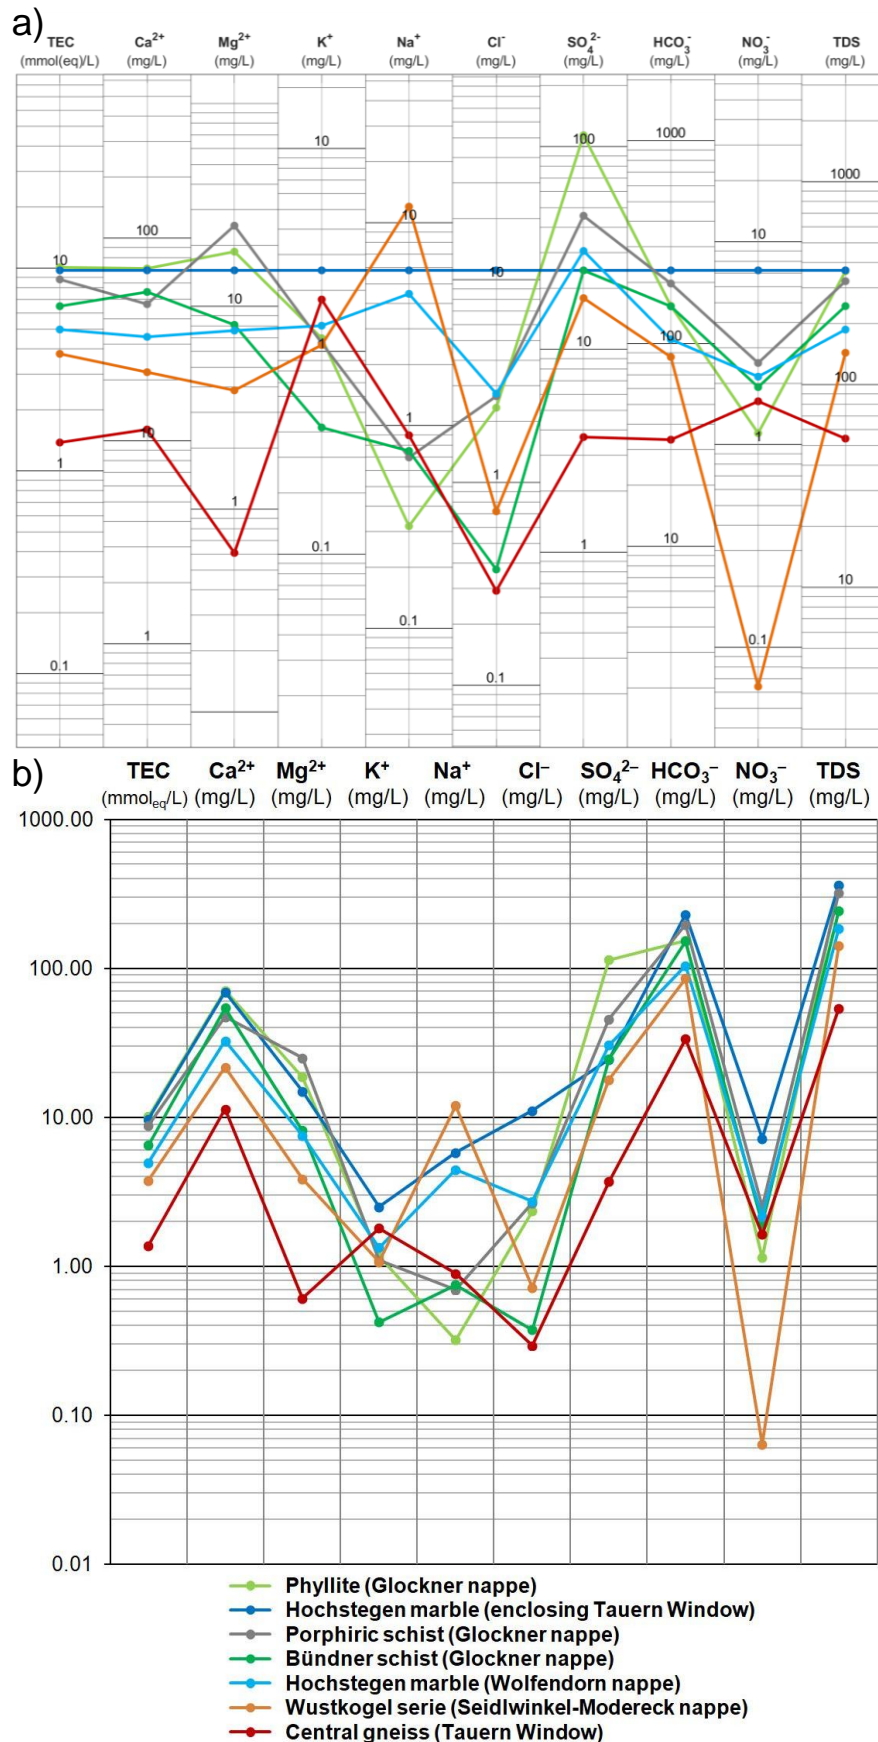 a)
TEC Ca2+ Mg2+ K+ Na+ Cl- SO42- HCO3- NO3- TDS
(mmol(eq)/L) (mg/L) (mg/L) (mg/L) (mg/L) (mg/L) (mg/L) (mg/L) (mg/L) (mg/L)
10 100 1000
100 1000
10 10
10 10 10
1 100
10 100
10 1
1 1
1 0.1 1 10
10
1 0.1 0.1
0.1 0.1
b)
TEC Ca2+ Mg2+ K+ Na+ Cl– SO42– HCO3– NO3– TDS
(mmoleq/L) (mg/L) (mg/L) (mg/L) (mg/L) (mg/L) (mg/L) (mg/L) (mg/L) (mg/L)
1000.00
100.00
10.00
1.00
0.10
0.01
Phyllite (Glockner nappe)
Hochstegen marble (enclosing Tauern Window)
Porphiric schist (Glockner nappe)
Bündner schist (Glockner nappe)
Hochstegen marble (Wolfendorn nappe)
Wustkogel serie (Seidlwinkel-Modereck nappe)
Central gneiss (Tauern Window)